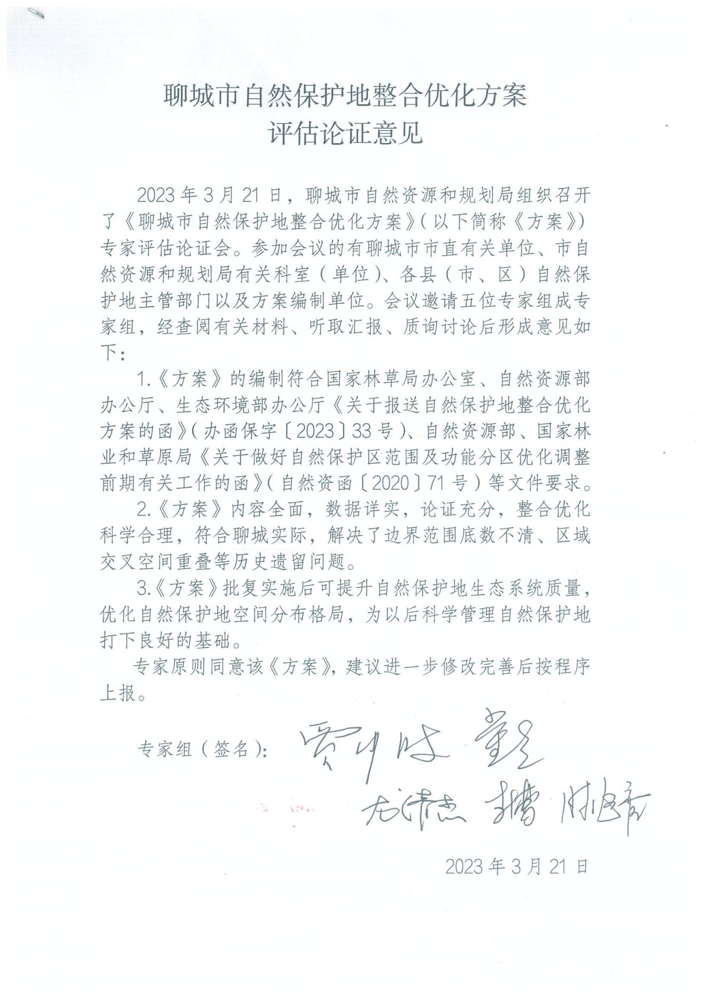 聊城市自然保护地整合优化方案
评估论证意见
2023年3月21日，聊城市自然资源和规划局组织召开
了《聊城市自然保护地整合优化方案》（以下简称《方案》）
专家评估论证会。参加会议的有聊城市市直有关单位、市自
然资源和规划局有关科室（单位）、各县（市、区）自然保
护地主管部门以及方案编制单位。会议邀请五位专家组成专
家组，经查阅有关材料、听取汇报、质询讨论后形成意见如
下：
1.《方案》的编制符合国家林草局办公室、自然资源部
办公厅、生态环境部办公厅《关于报送自然保护地整合优化
方案的函》（办函保字〔2023〕33号）、自然资源部、国家林
业和草原局《关于做好自然保护区范围及功能分区优化调整
前期有关工作的函》（自然资函〔2020〕71号）等文件要求。
2.《方案》内容全面，数据详实，论证充分，整合优化
科学合理，符合聊城实际，解决了边界范围底数不清、区域
交叉空间重叠等历史遗留问题。
3.《方案》批复实施后可提升自然保护地生态系统质量，
优化自然保护地空间分布格局，为以后科学管理自然保护地
打下良好的基础。
专家原则同意该《方案》，建议进一步修改完善后按程序
上报。
专家组（签名）：
2023年3月21日